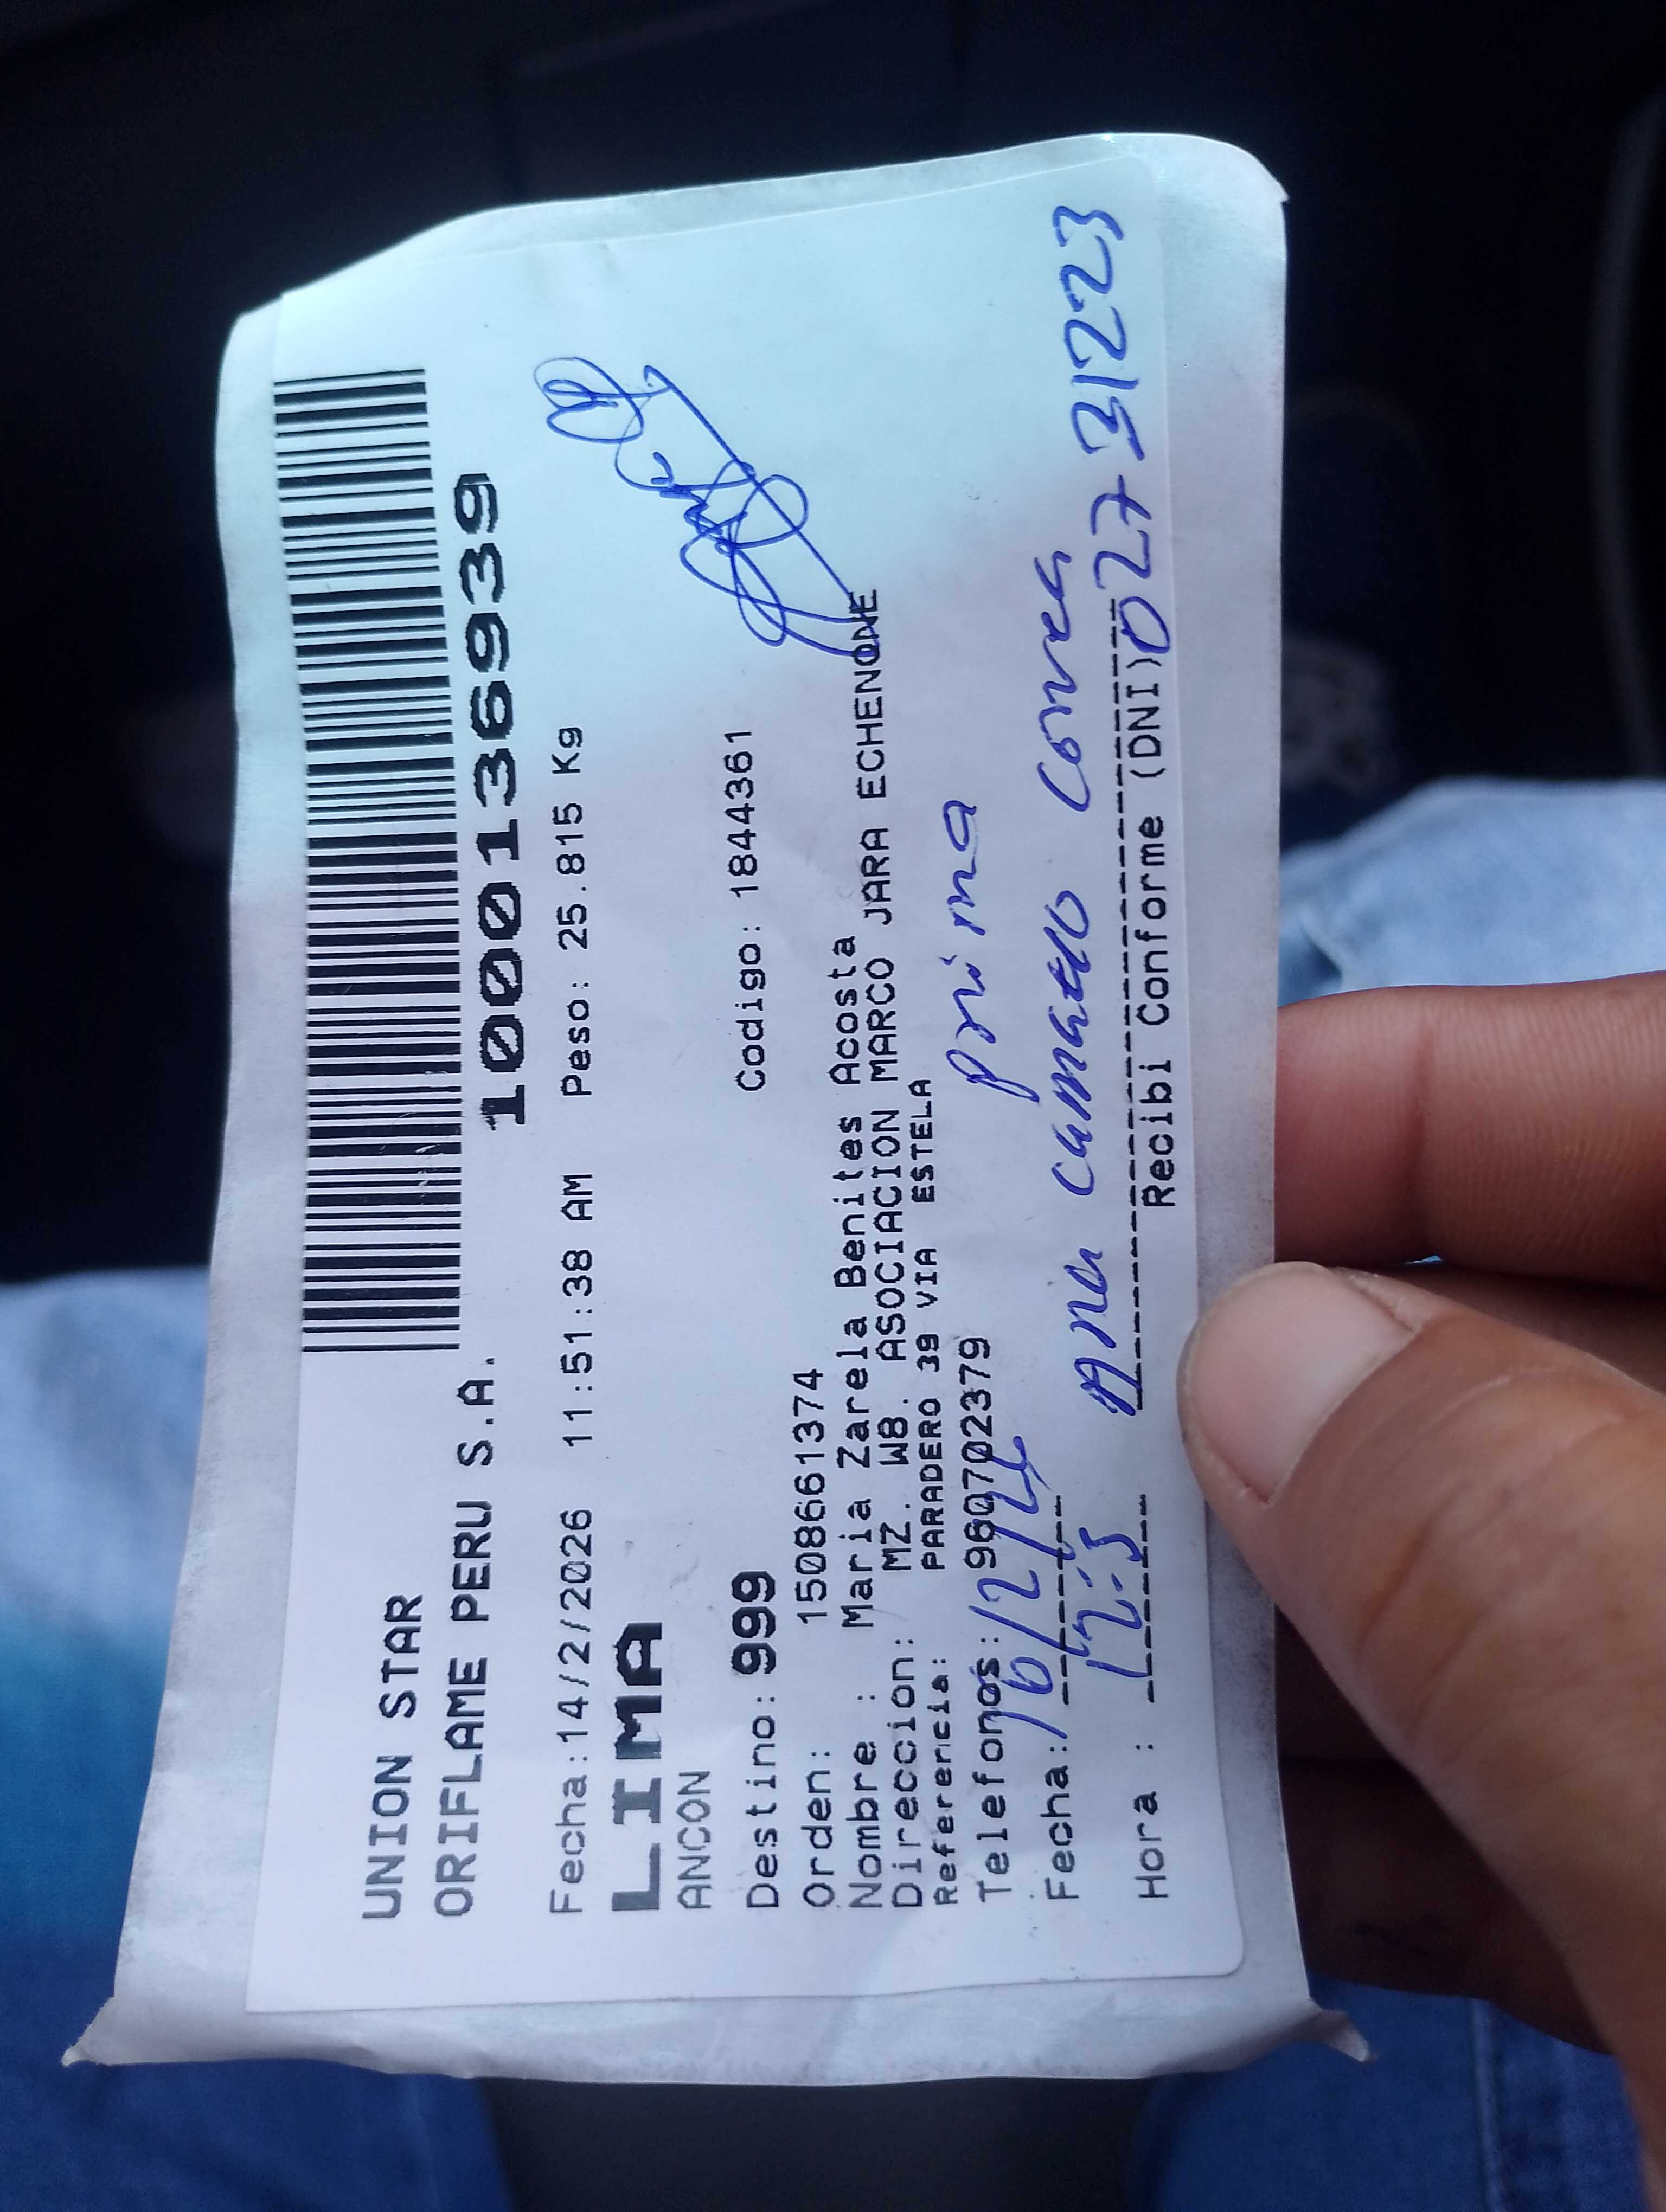 UNION STAR
ORIFLAME PERU S.A.
1000136939
Fecha:14/2/2026 11:51:38 AM Peso: 25.815 Kg
LIMA
ANCON
Destino: 999 Codigo: 1844361
Orden: 1508661374
Nombre : Maria Zarela Benites Acosta
Direccion: MZ. W8. ASOCIACION MARCO JARA ECHENONE
Referencia: PARADERO 39 VIA ESTELA
Telefonos: 960702379
prima
Fecha: 16/2/26
Ana camatto correa
Hora : 12:5
Recibi Conforme (DNI) 02731223